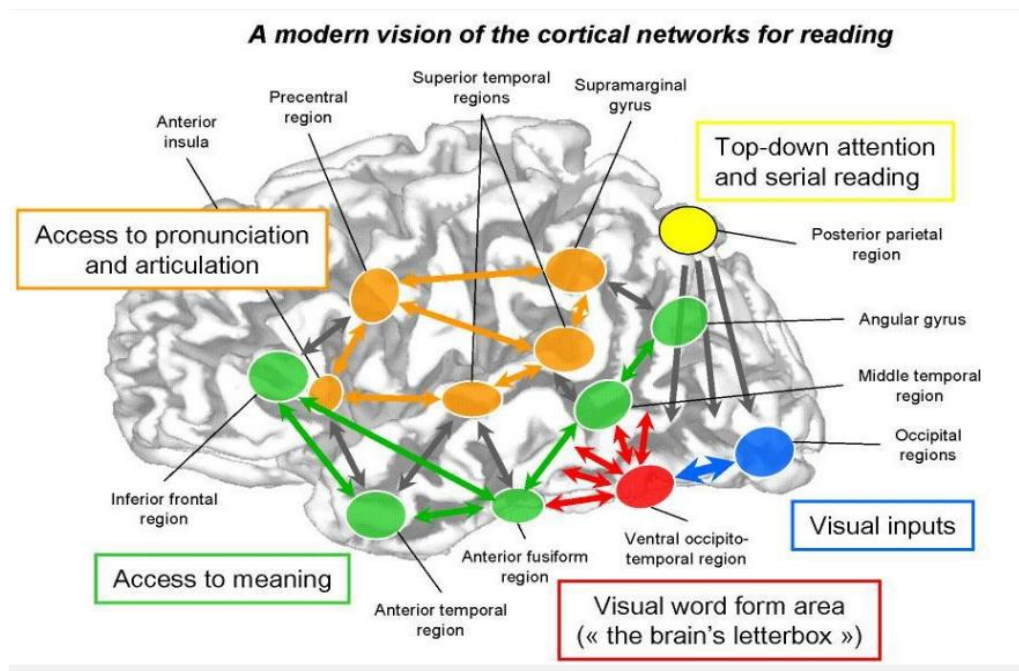 A modern vision of the cortical networks for reading
Superior temporal
regions
Supramarginal
gyrus
Precentral
region
Anterior
insula
Top-down attention
and serial reading
Access to pronunciation
and articulation
Posterior parietal
region
Angular gyrus
Middle temporal
region
Occipital
regions
Inferior frontal
region
Visual inputs
Ventral occipito-
temporal region
Anterior fusiform
region
Access to meaning
Anterior temporal
region
Visual word form area
(« the brain's letterbox »)